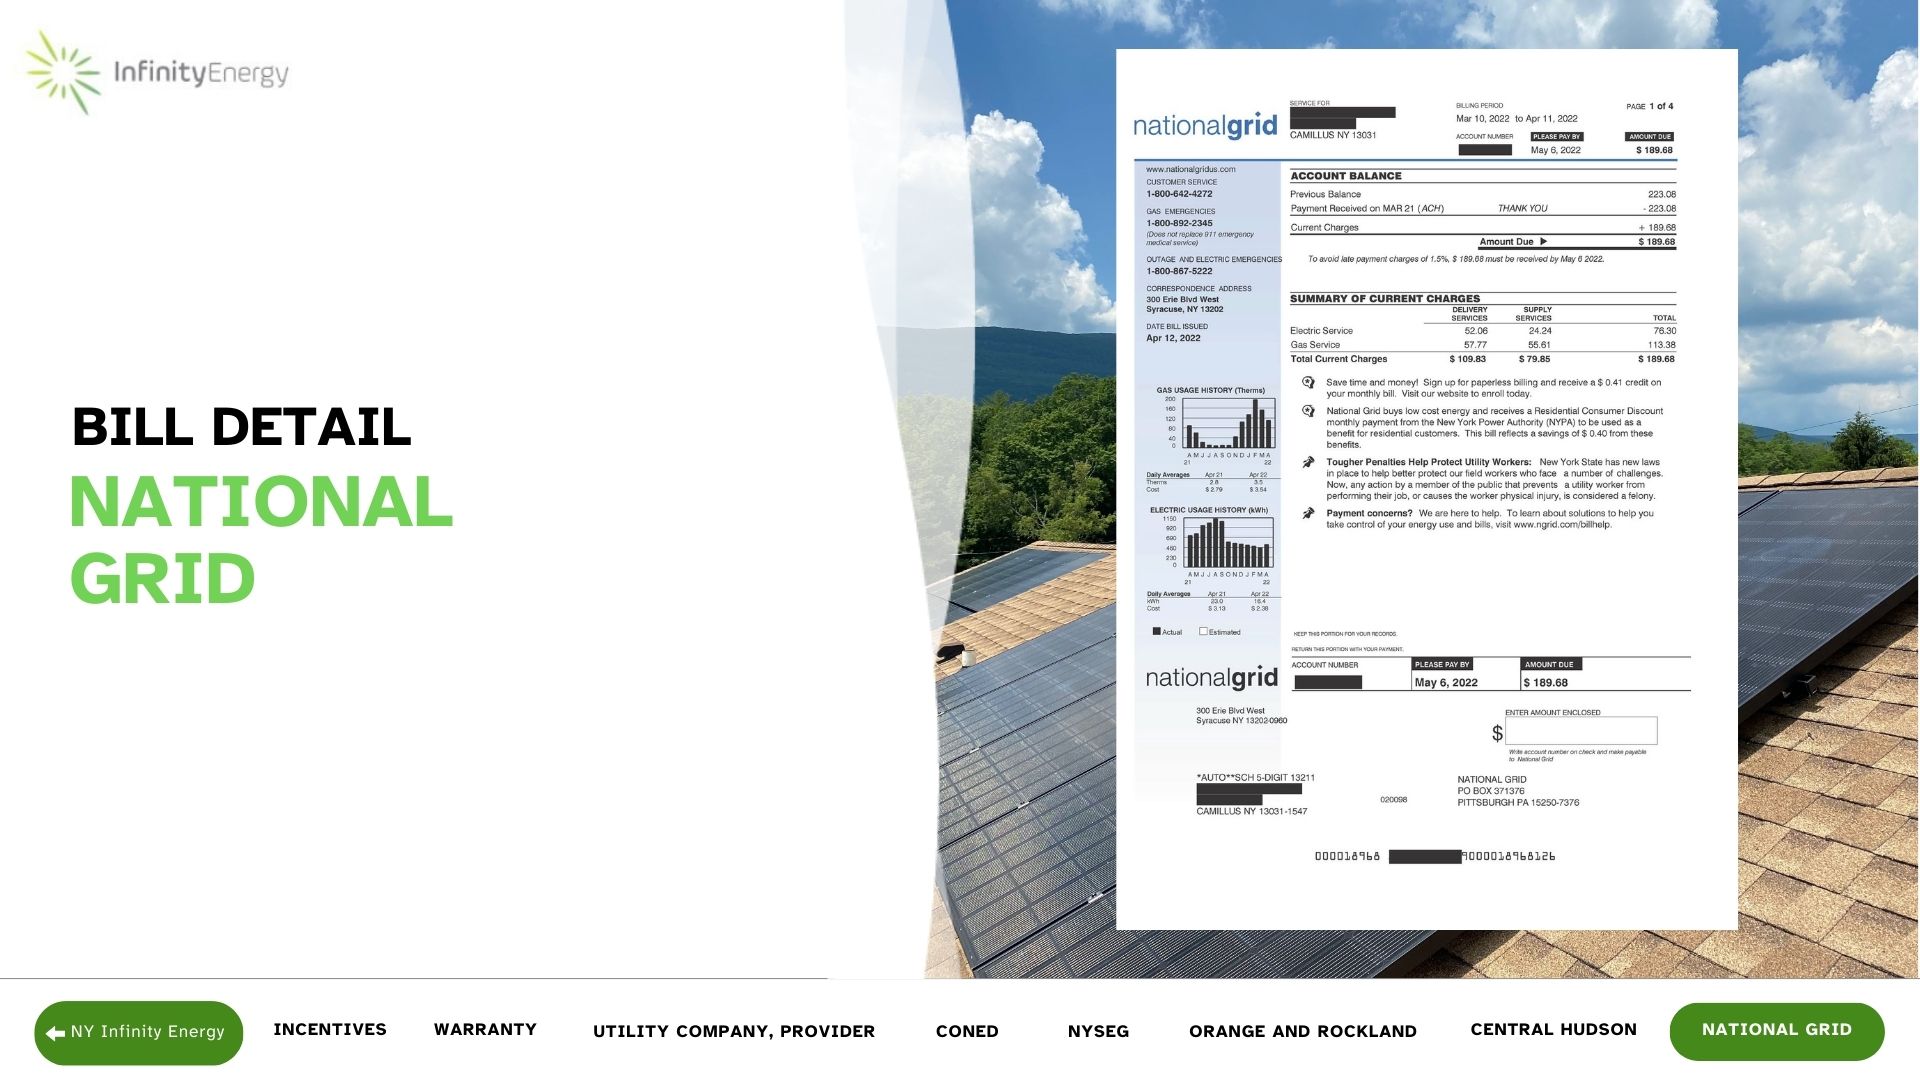 InfinityEnergy
BILL DETAIL
NATIONAL
GRID
nationalgrid
SERVICE FOR
CAMILLUS NY 13031
BILLING PERIOD
Mar 10, 2022 to Apr 11, 2022
PAGE 1 of 4
ACCOUNT NUMBER
PLEASE PAY BY
May 6, 2022
AMOUNT DUE
$ 189.68
www.nationalgridus.com
CUSTOMER SERVICE
1-800-642-4272
GAS EMERGENCIES
1-800-892-2345
(Does not replace 911 emergency
medical service)
OUTAGE AND ELECTRIC EMERGENCIES
1-800-867-5222
CORRESPONDENCE ADDRESS
300 Erie Blvd West
Syracuse, NY 13202
DATE BILL ISSUED
Apr 12, 2022
GAS USAGE HISTORY (Therms)
200
160
120
80
40
0
A M J J A S O N D J F M A
21 22
Daily Averages Apr 21 Apr 22
Therms 2.8 3.5
Cost $ 2.79 $ 3.54
ELECTRIC USAGE HISTORY (kWh)
1150
920
690
460
230
0
A M J J A S O N D J F M A
21 22
Daily Averages Apr 21 Apr 22
kWh 23.0 16.4
Cost $ 3.13 $ 2.38
Actual Estimated
ACCOUNT BALANCE
Previous Balance 223.08
Payment Received on MAR 21 (ACH) THANK YOU - 223.08
Current Charges + 189.68
Amount Due $ 189.68
To avoid late payment charges of 1.5%, $ 189.68 must be received by May 6 2022.
SUMMARY OF CURRENT CHARGES
DELIVERY SUPPLY
SERVICES SERVICES TOTAL
Electric Service 52.06 24.24 76.30
Gas Service 57.77 55.61 113.38
Total Current Charges $ 109.83 $ 79.85 $ 189.68
Save time and money! Sign up for paperless billing and receive a $ 0.41 credit on
your monthly bill. Visit our website to enroll today.
National Grid buys low cost energy and receives a Residential Consumer Discount
monthly payment from the New York Power Authority (NYPA) to be used as a
benefit for residential customers. This bill reflects a savings of $ 0.40 from these
benefits.
Tougher Penalties Help Protect Utility Workers: New York State has new laws
in place to help better protect our field workers who face a number of challenges.
Now, any action by a member of the public that prevents a utility worker from
performing their job, or causes the worker physical injury, is considered a felony.
Payment concerns? We are here to help. To learn about solutions to help you
take control of your energy use and bills, visit www.ngrid.com/billhelp.
KEEP THIS PORTION FOR YOUR RECORDS.
RETURN THIS PORTION WITH YOUR PAYMENT.
nationalgrid
ACCOUNT NUMBER
PLEASE PAY BY
May 6, 2022
AMOUNT DUE
$ 189.68
300 Erie Blvd West
Syracuse NY 13202-0960
ENTER AMOUNT ENCLOSED
$
Write account number on check and make payable
to National Grid
*AUTO**SCH 5-DIGIT 13211
CAMILLUS NY 13031-1547
020098
NATIONAL GRID
PO BOX 371376
PITTSBURGH PA 15250-7376
000018968 9000018968126
NY Infinity Energy
INCENTIVES
WARRANTY
UTILITY COMPANY, PROVIDER
CONED
NYSEG
ORANGE AND ROCKLAND
CENTRAL HUDSON
NATIONAL GRID